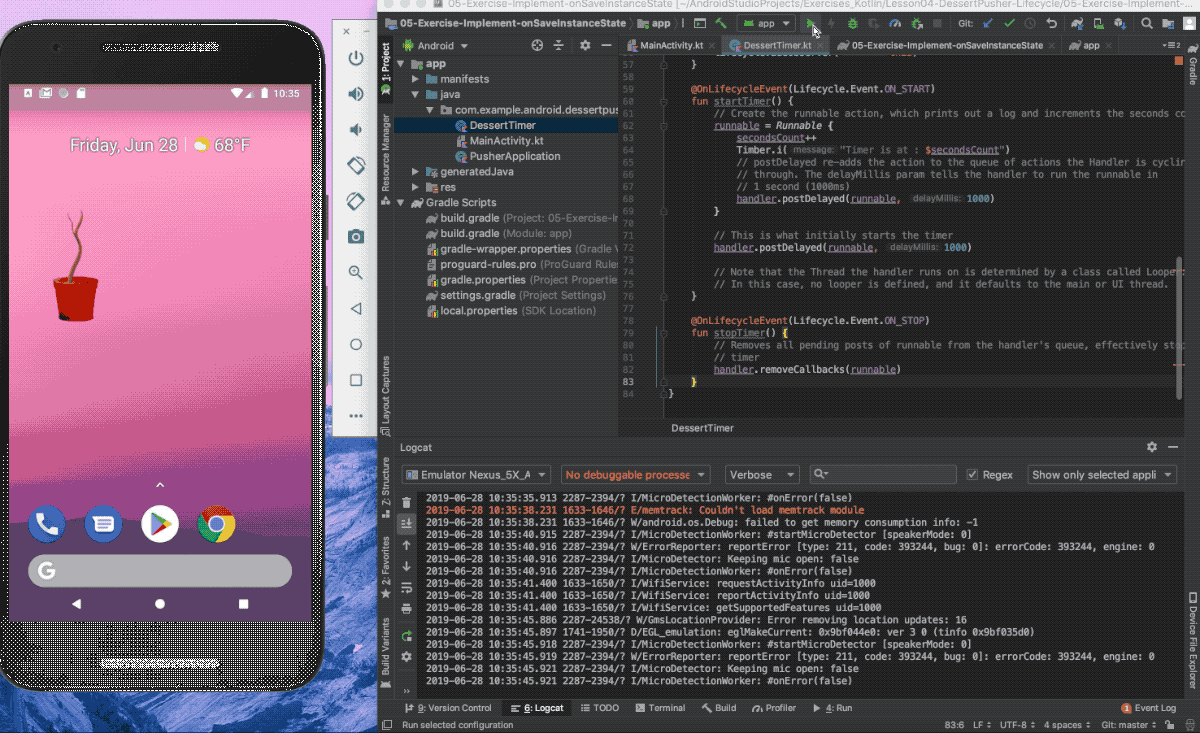 05-Exercise-Implement-onSaveInstanceState [~/AndroidStudioProjects/Exercises_Kotlin/Lesson04-DessertPusher-Lifecycle/05-Exercise-Implement-
05-Exercise-Implement-onSaveInstanceState
app
app
Git:
Android
MainActivity.kt
DessertTimer.kt
05-Exercise-Implement-onSaveInstanceState
app
1: Project
Resource Manager
Layout Captures
Z: Structure
2: Favorites
Build Variants
Gradle
Device File Explorer
10:35
Friday, Jun 28
68°F
G
app
manifests
java
com.example.android.dessertpus
DessertTimer
MainActivity.kt
PusherApplication
generatedJava
res
Gradle Scripts
build.gradle (Project: 05-Exercise-I
build.gradle (Module: app)
gradle-wrapper.properties (Gradle V
proguard-rules.pro (ProGuard Rules
gradle.properties (Project Propertie
settings.gradle (Project Settings)
local.properties (SDK Location)
57 }
58
59 @OnLifecycleEvent(Lifecycle.Event.ON_START)
60 fun startTimer() {
61 // Create the runnable action, which prints out a log and increments the seconds co
62 runnable = Runnable {
63 secondsCount++
64 Timber.i( message: "Timer is at : $secondsCount")
65 // postDelayed re-adds the action to the queue of actions the Handler is cyclin
66 // through. The delayMillis param tells the handler to run the runnable in
67 // 1 second (1000ms)
68 handler.postDelayed(runnable, delayMillis: 1000)
69 }
70
71 // This is what initially starts the timer
72 handler.postDelayed(runnable, delayMillis: 1000)
73
74 // Note that the Thread the handler runs on is determined by a class called Looper
75 // In this case, no looper is defined, and it defaults to the main or UI thread.
76 }
77
78 @OnLifecycleEvent(Lifecycle.Event.ON_STOP)
79 fun stopTimer() {
80 // Removes all pending posts of runnable from the handler's queue, effectively sto
81 // timer
82 handler.removeCallbacks(runnable)
83 }
84 }
DessertTimer
Logcat
Emulator Nexus_5X_A
No debuggable processe
Verbose
Regex
Show only selected appli
2019-06-28 10:35:35.913 2287-2394/? I/MicroDetectionWorker: #onError(false)
2019-06-28 10:35:38.231 1633-1646/? E/memtrack: Couldn't load memtrack module
2019-06-28 10:35:38.231 1633-1646/? W/android.os.Debug: failed to get memory consumption info: -1
2019-06-28 10:35:40.915 2287-2394/? I/MicroDetectionWorker: #startMicroDetector [speakerMode: 0]
2019-06-28 10:35:40.916 2287-2394/? W/ErrorReporter: reportError [type: 211, code: 393244, bug: 0]: errorCode: 393244, engine: 0
2019-06-28 10:35:40.916 2287-2394/? I/MicroDetector: Keeping mic open: false
2019-06-28 10:35:40.916 2287-2394/? I/MicroDetectionWorker: #onError(false)
2019-06-28 10:35:41.400 1633-1650/? I/WifiService: requestActivityInfo uid=1000
2019-06-28 10:35:41.400 1633-1650/? I/WifiService: reportActivityInfo uid=1000
2019-06-28 10:35:41.400 1633-1650/? I/WifiService: getSupportedFeatures uid=1000
2019-06-28 10:35:45.886 2287-24538/? W/GmsLocationProvider: Error removing location updates: 16
2019-06-28 10:35:45.897 1741-1950/? D/EGL_emulation: eglMakeCurrent: 0x9bf044e0: ver 3 0 (tinfo 0x9bf035d0)
2019-06-28 10:35:45.918 2287-2394/? I/MicroDetectionWorker: #startMicroDetector [speakerMode: 0]
2019-06-28 10:35:45.919 2287-2394/? W/ErrorReporter: reportError [type: 211, code: 393244, bug: 0]: errorCode: 393244, engine: 0
2019-06-28 10:35:45.921 2287-2394/? I/MicroDetector: Keeping mic open: false
2019-06-28 10:35:45.921 2287-2394/? I/MicroDetectionWorker: #onError(false)
9: Version Control
6: Logcat
TODO
Terminal
Build
Profiler
4: Run
1 Event Log
Run selected configuration
83:6 LF UTF-8 4 spaces Git: master